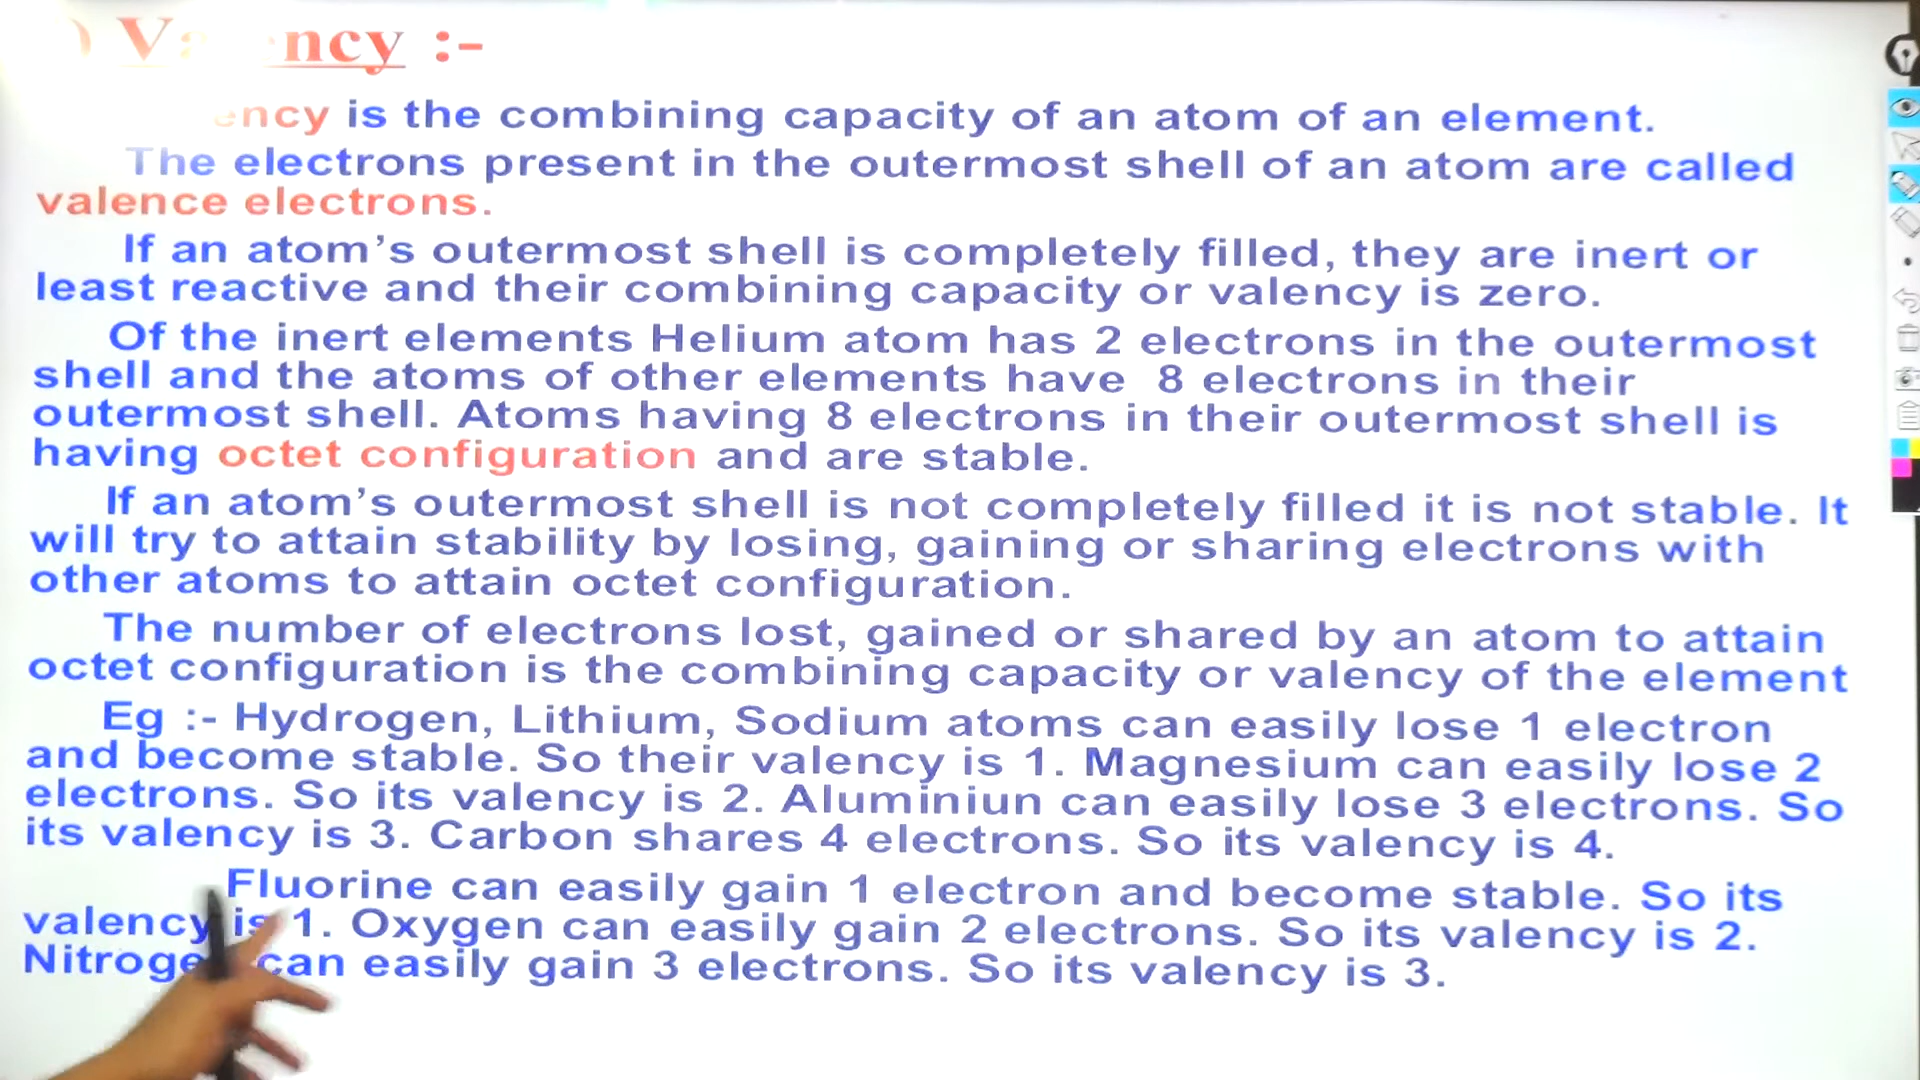 ) Valency :-
ency is the combining capacity of an atom of an element.
The electrons present in the outermost shell of an atom are called
valence electrons.
If an atom’s outermost shell is completely filled, they are inert or
least reactive and their combining capacity or valency is zero.
Of the inert elements Helium atom has 2 electrons in the outermost
shell and the atoms of other elements have 8 electrons in their
outermost shell. Atoms having 8 electrons in their outermost shell is
having octet configuration and are stable.
If an atom’s outermost shell is not completely filled it is not stable. It
will try to attain stability by losing, gaining or sharing electrons with
other atoms to attain octet configuration.
The number of electrons lost, gained or shared by an atom to attain
octet configuration is the combining capacity or valency of the element
Eg :- Hydrogen, Lithium, Sodium atoms can easily lose 1 electron
and become stable. So their valency is 1. Magnesium can easily lose 2
electrons. So its valency is 2. Aluminiun can easily lose 3 electrons. So
its valency is 3. Carbon shares 4 electrons. So its valency is 4.
Fluorine can easily gain 1 electron and become stable. So its
valency is 1. Oxygen can easily gain 2 electrons. So its valency is 2.
Nitrogen can easily gain 3 electrons. So its valency is 3.